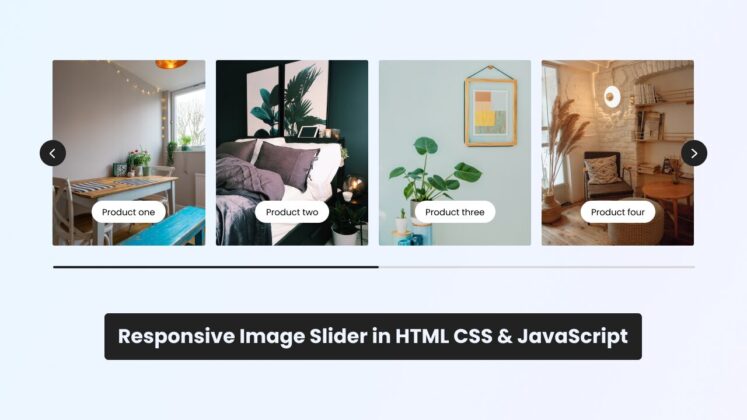 Product one
Product two
Product three
Product four
Responsive Image Slider in HTML CSS & JavaScript